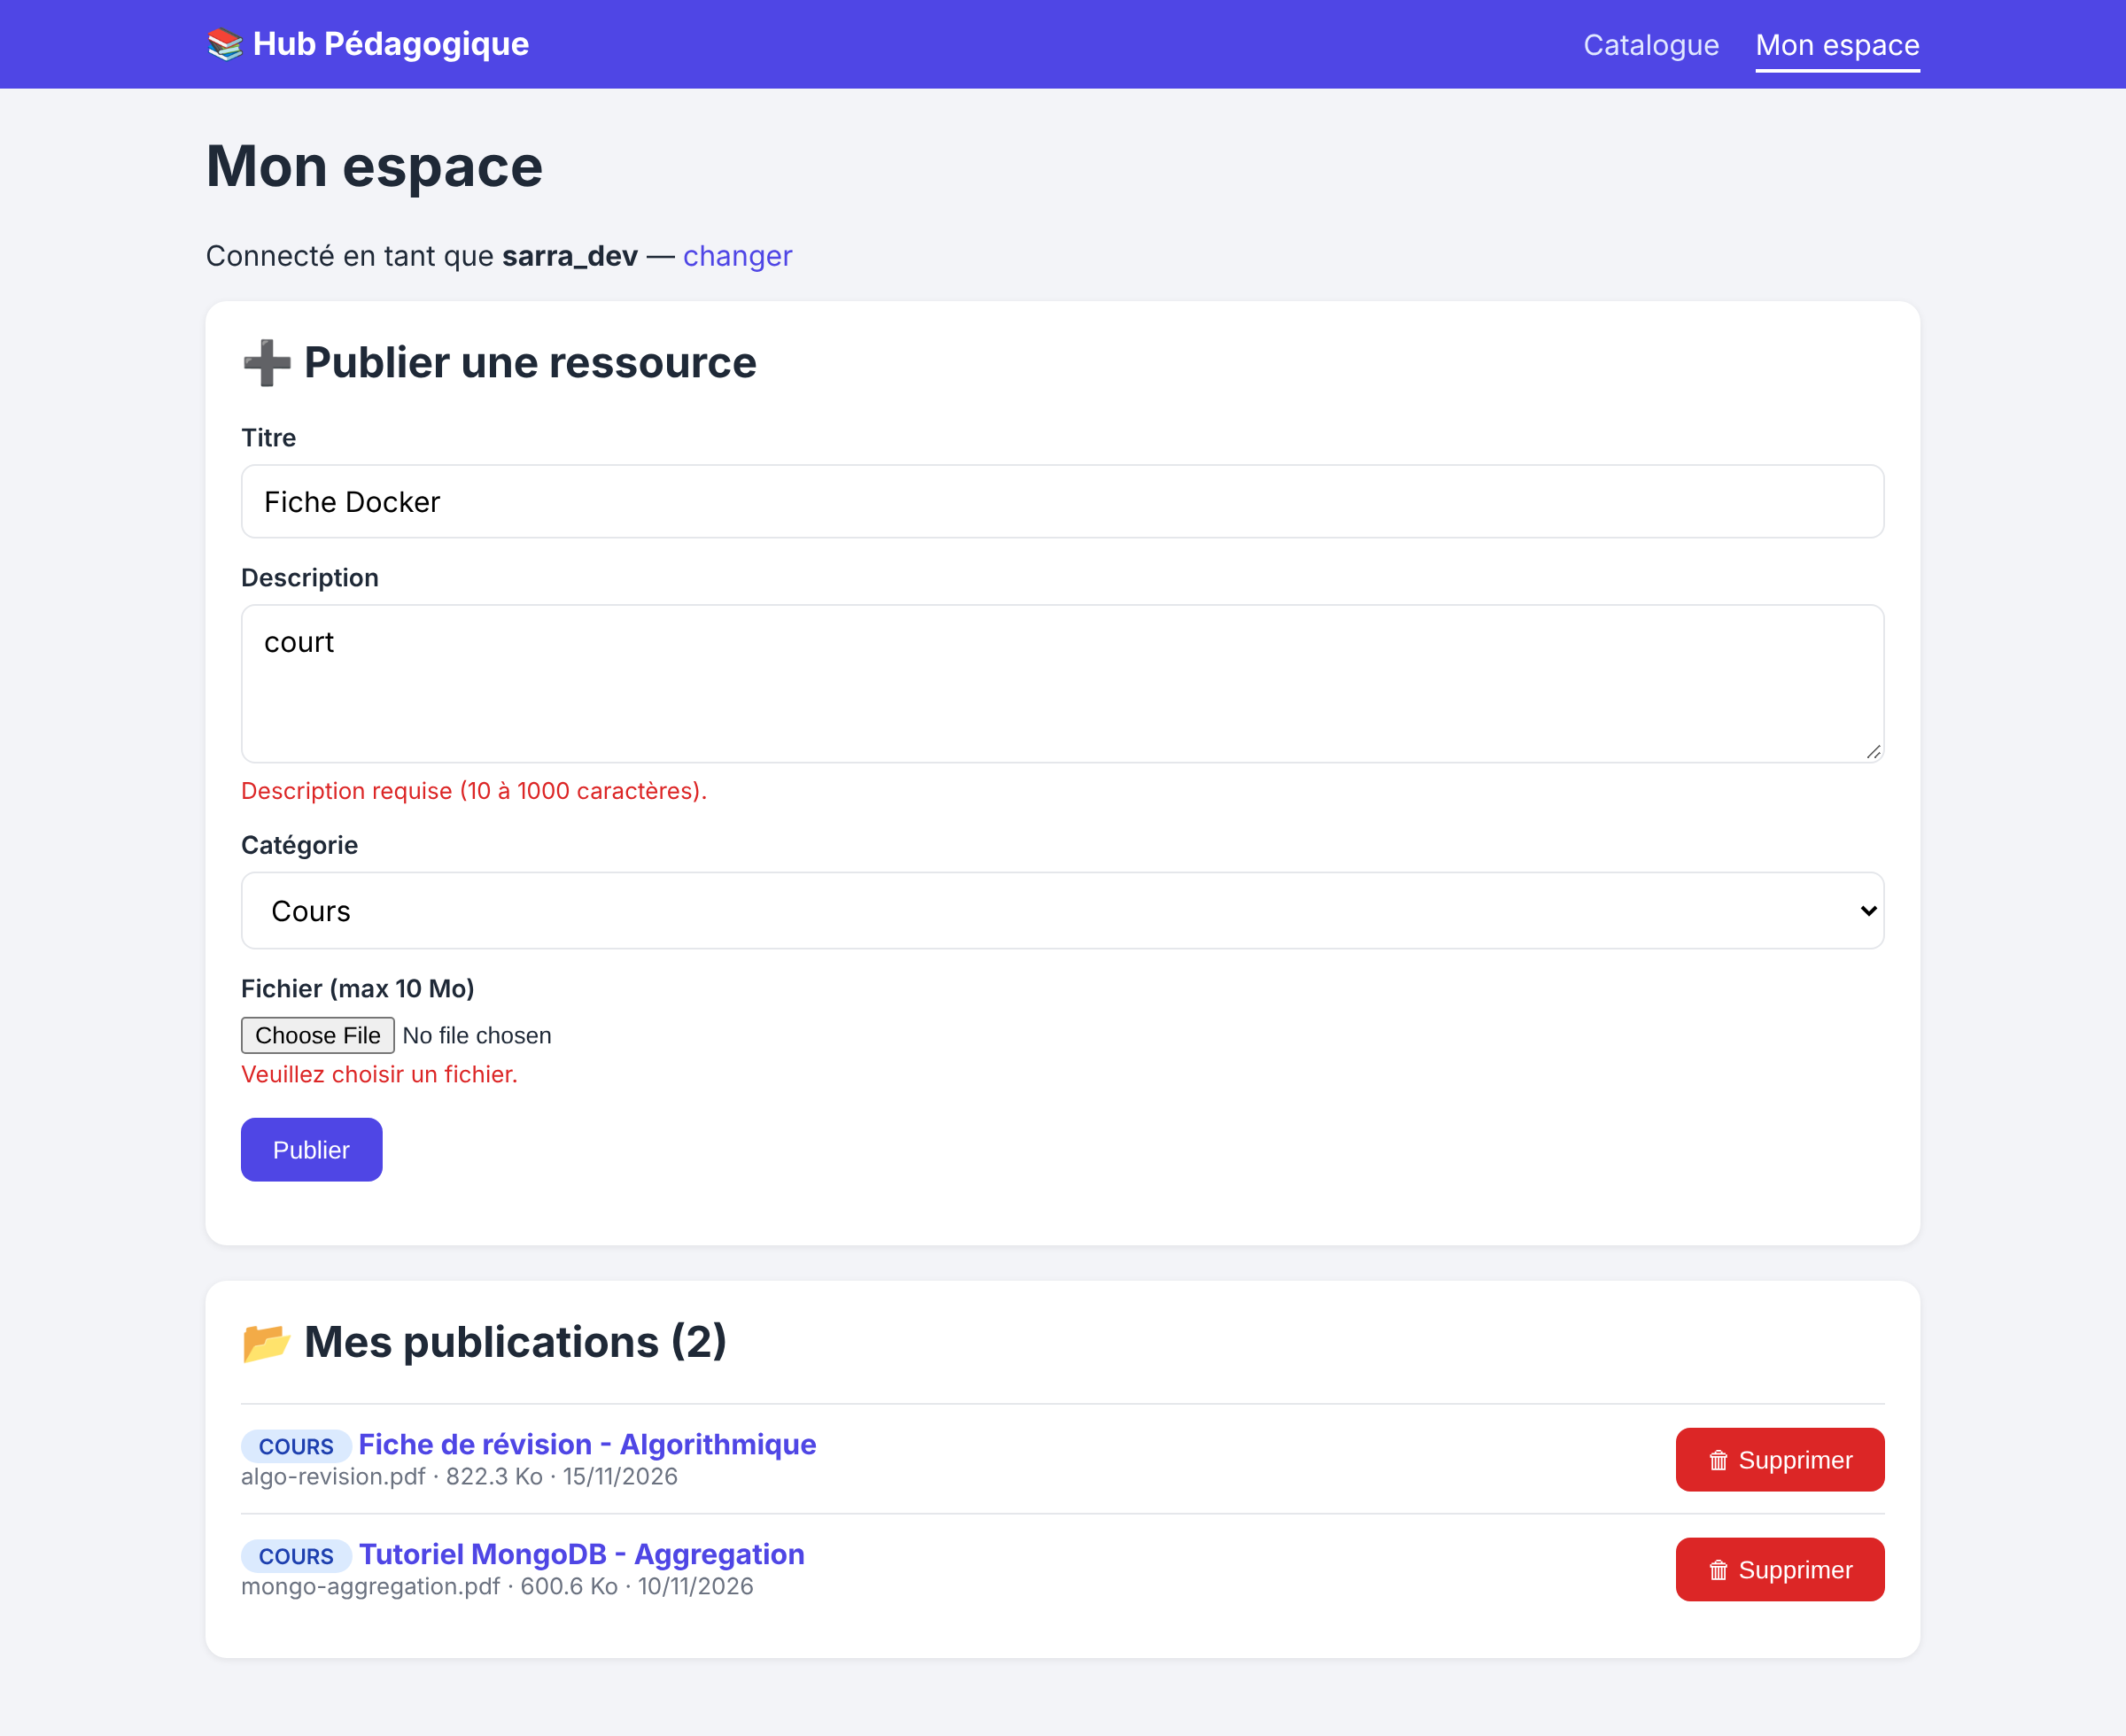 📚 Hub Pédagogique
Catalogue
Mon espace
Mon espace
Connecté en tant que sarra_dev — changer
➕ Publier une ressource
Titre
Fiche Docker
Description
court
Description requise (10 à 1000 caractères).
Catégorie
Cours
Fichier (max 10 Mo)
Choose File No file chosen
Veuillez choisir un fichier.
Publier
📂 Mes publications (2)
COURS Fiche de révision - Algorithmique
algo-revision.pdf · 822.3 Ko · 15/11/2026
🗑 Supprimer
COURS Tutoriel MongoDB - Aggregation
mongo-aggregation.pdf · 600.6 Ko · 10/11/2026
🗑 Supprimer